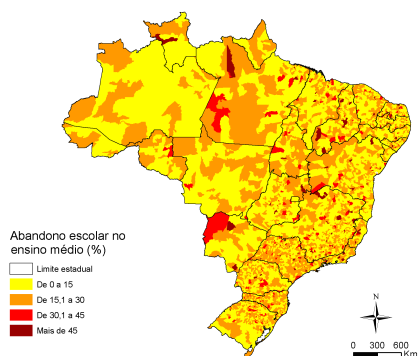 Abandono escolar no
ensino médio (%)
Limite estadual
De 0 a 15
De 15,1 a 30
De 30,1 a 45
Mais de 45
N
0 300 600
Km